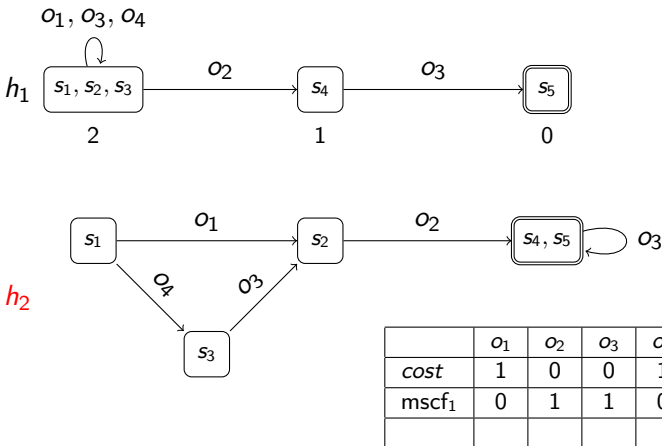 o₁, o₃, o₄
h₁ s₁, s₂, s₃ o₂ s₄ o₃ s₅
2 1 0
s₁ o₁ s₂ o₂ s₄, s₅ o₃
h₂ o₄ o₃
s₃
o₁ o₂ o₃
cost 1 0 0 1
mscf₁ 0 1 1 0